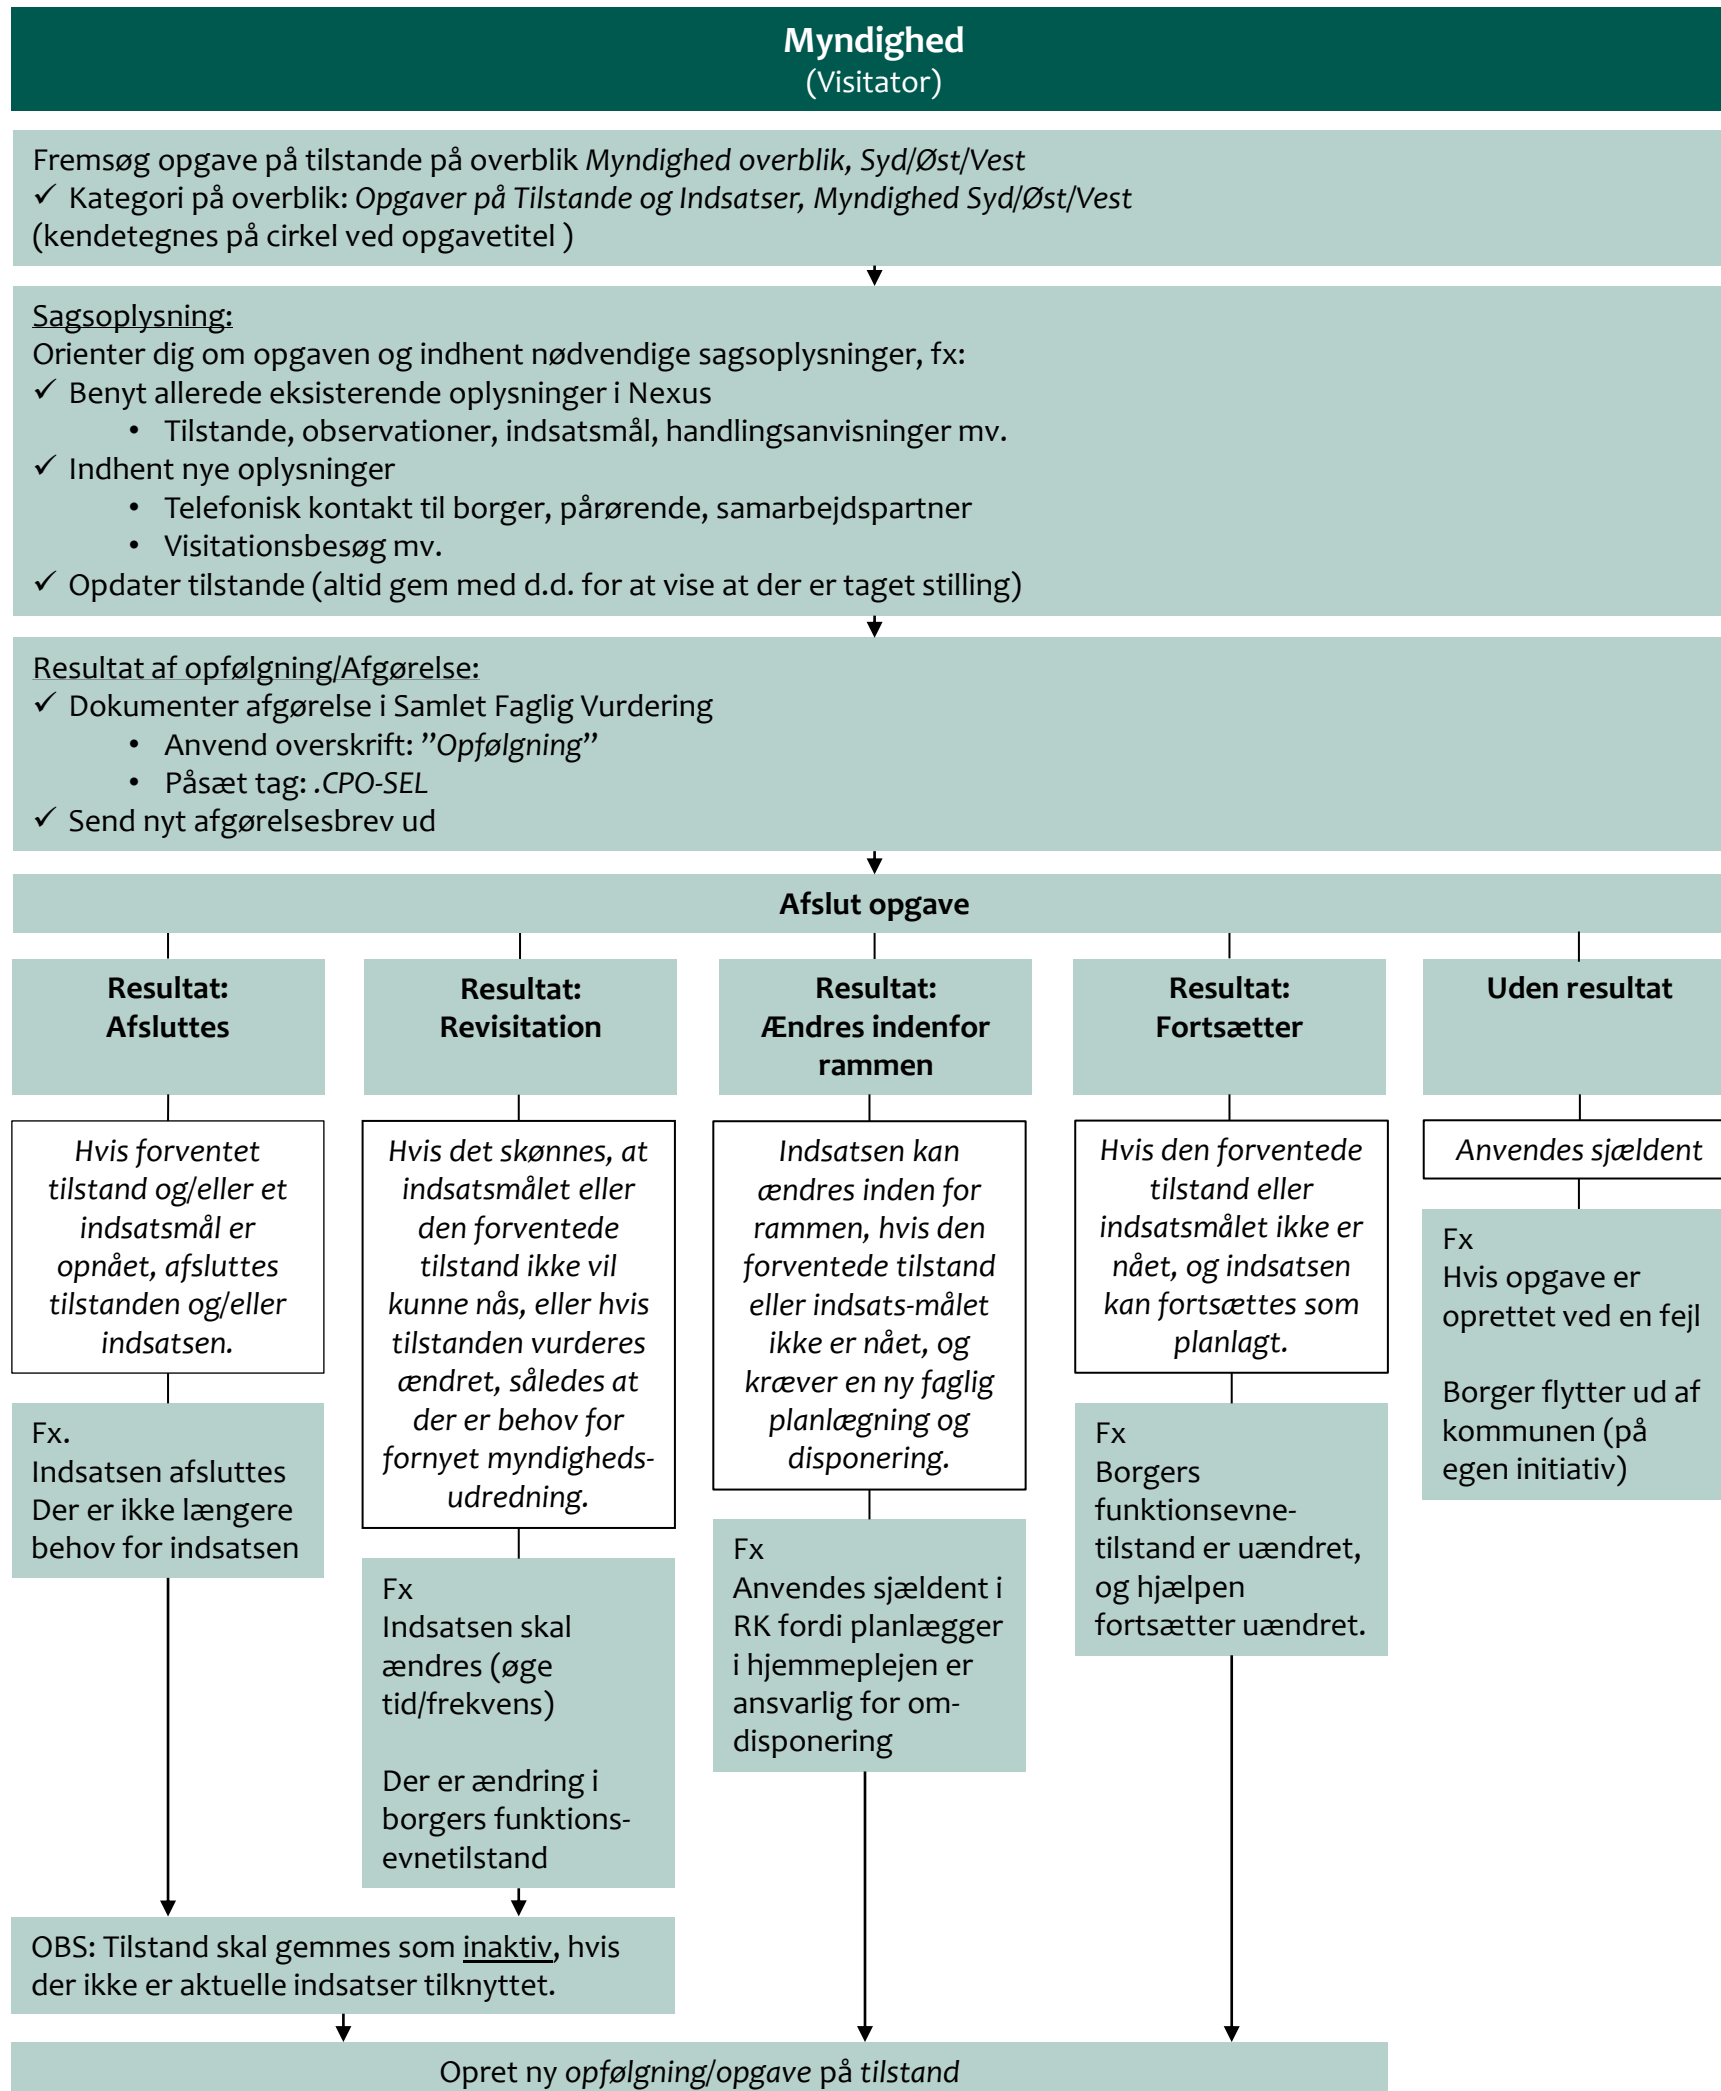 Myndighed
(Visitator)
Fremsøg opgave på tilstande på overblik Myndighed overblik, Syd/Øst/Vest
✓ Kategori på overblik: Opgaver på Tilstande og Indsatser, Myndighed Syd/Øst/Vest
(kendetegnes på cirkel ved opgavetitel )
Sagsoplysning:
Orienter dig om opgaven og indhent nødvendige sagsoplysninger, fx:
✓ Benyt allerede eksisterende oplysninger i Nexus
• Tilstande, observationer, indsatsmål, handlingsanvisninger mv.
✓ Indhent nye oplysninger
• Telefonisk kontakt til borger, pårørende, samarbejdspartner
• Visitationsbesøg mv.
✓ Opdater tilstande (altid gem med d.d. for at vise at der er taget stilling)
Resultat af opfølgning/Afgørelse:
✓ Dokumenter afgørelse i Samlet Faglig Vurdering
• Anvend overskrift: ”Opfølgning”
• Påsæt tag: .CPO-SEL
✓ Send nyt afgørelsesbrev ud
Afslut opgave
Resultat:
Afsluttes
Hvis forventet
tilstand og/eller et
indsatsmål er
opnået, afsluttes
tilstanden og/eller
indsatsen.
Fx.
Indsatsen afsluttes
Der er ikke længere
behov for indsatsen
Resultat:
Revisitation
Hvis det skønnes, at
indsatsmålet eller
den forventede
tilstand ikke vil
kunne nås, eller hvis
tilstanden vurderes
ændret, således at
der er behov for
fornyet myndigheds-
udredning.
Fx
Indsatsen skal
ændres (øge
tid/frekvens)
Der er ændring i
borgers funktions-
evnetilstand
Resultat:
Ændres indenfor
rammen
Indsatsen kan
ændres inden for
rammen, hvis den
forventede tilstand
eller indsats-målet
ikke er nået, og
kræver en ny faglig
planlægning og
disponering.
Fx
Anvendes sjældent i
RK fordi planlægger
i hjemmeplejen er
ansvarlig for om-
disponering
Resultat:
Fortsætter
Hvis den forventede
tilstand eller
indsatsmålet ikke er
nået, og indsatsen
kan fortsættes som
planlagt.
Fx
Borgers
funktionsevne-
tilstand er uændret,
og hjælpen
fortsætter uændret.
Uden resultat
Anvendes sjældent
Fx
Hvis opgave er
oprettet ved en fejl
Borger flytter ud af
kommunen (på
egen initiativ)
OBS: Tilstand skal gemmes som inaktiv, hvis
der ikke er aktuelle indsatser tilknyttet.
Opret ny opfølgning/opgave på tilstand